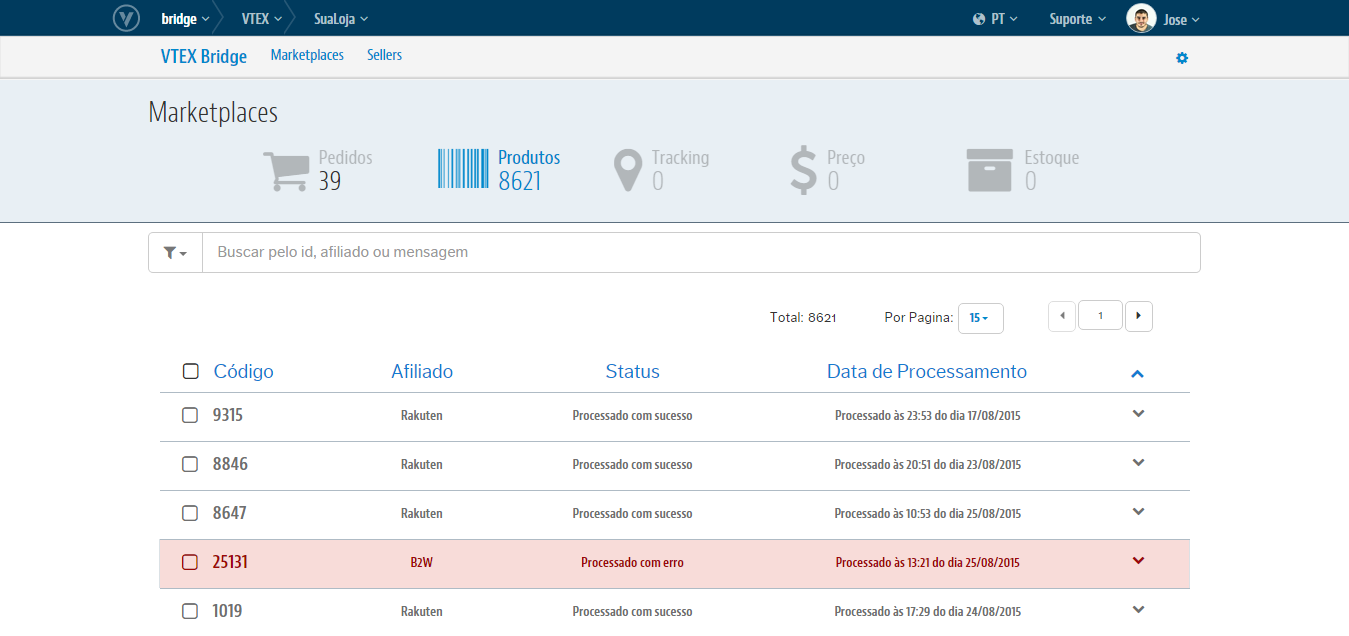 bridge VTEX SuaLoja PT Suporte Jose
VTEX Bridge Marketplaces Sellers
Marketplaces
Pedidos 39
Produtos 8621
Tracking 0
Preço 0
Estoque 0
Buscar pelo id, afiliado ou mensagem
Total: 8621 Por Pagina: 15 1
Código Afiliado Status Data de Processamento
9315 Rakuten Processado com sucesso Processado às 23:53 do dia 17/08/2015
8846 Rakuten Processado com sucesso Processado às 20:51 do dia 23/08/2015
8647 Rakuten Processado com sucesso Processado às 10:53 do dia 25/08/2015
25131 B2W Processado com erro Processado às 13:21 do dia 25/08/2015
1019 Rakuten Processado com sucesso Processado às 17:29 do dia 24/08/2015